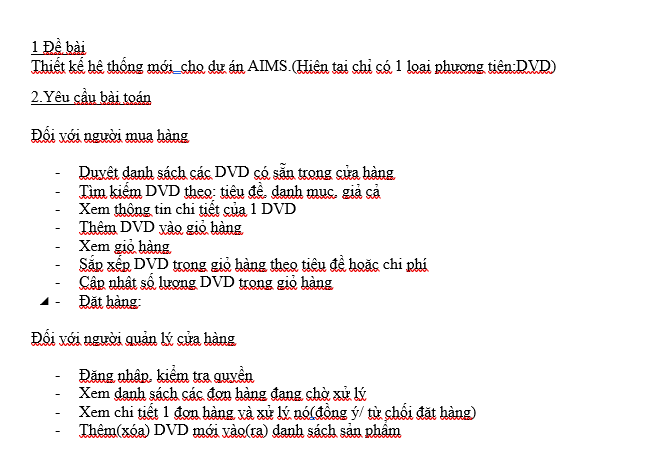 1 Đề bài
Thiết kế hệ thống mới cho dự án AIMS.(Hiện tại chỉ có 1 loại phương tiện:DVD)
2.Yêu cầu bài toán
Đối với người mua hàng
- Duyệt danh sách các DVD có sẵn trong cửa hàng
- Tìm kiếm DVD theo: tiêu đề, danh mục, giá cả
- Xem thông tin chi tiết của 1 DVD
- Thêm DVD vào giỏ hàng
- Xem giỏ hàng
- Sắp xếp DVD trong giỏ hàng theo tiêu đề hoặc chi phí
- Cập nhật số lượng DVD trong giỏ hàng
- Đặt hàng:
Đối với người quản lý cửa hàng
- Đăng nhập, kiểm tra quyền
- Xem danh sách các đơn hàng đang chờ xử lý
- Xem chi tiết 1 đơn hàng và xử lý nó(đồng ý/ từ chối đặt hàng)
- Thêm(xóa) DVD mới vào(ra) danh sách sản phẩm